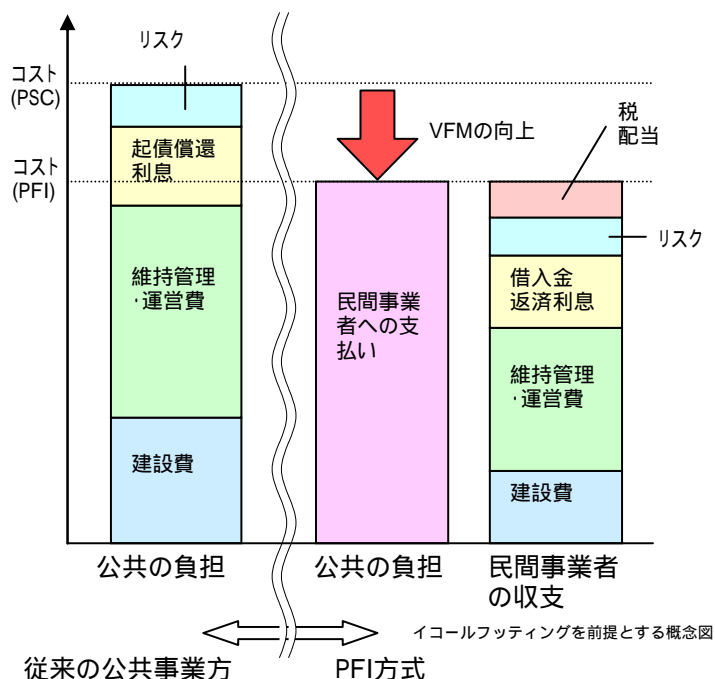 リスク
コスト
(PSC)
税
配当
VFMの向上
起債償還
利息
コスト
(PFI)
リスク
維持管理
・運営費
民間事業
者への支
払い
借入金
返済利息
維持管理
・運営費
建設費
建設費
公共の負担
公共の負担
民間事業者
の収支
イコールフッティングを前提とする概念図
従来の公共事業方
PFI方式